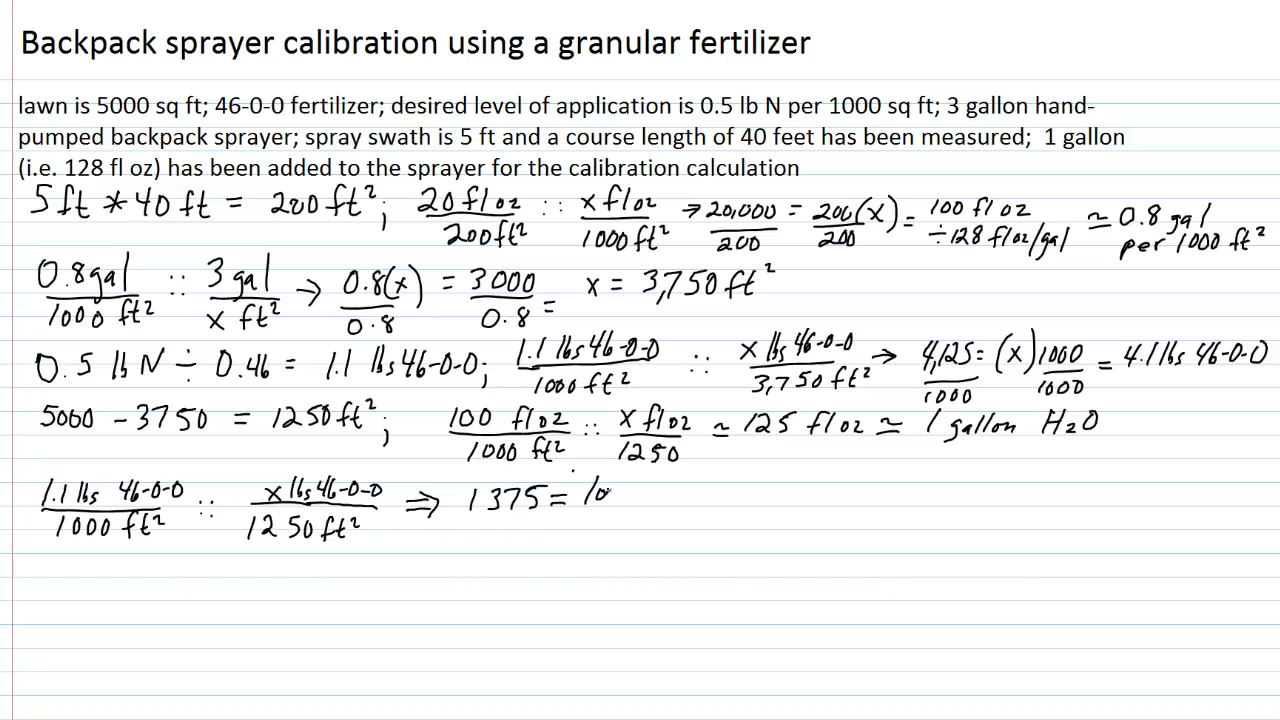 Backpack sprayer calibration using a granular fertilizer
lawn is 5000 sq ft; 46-0-0 fertilizer; desired level of application is 0.5 lb N per 1000 sq ft; 3 gallon hand-
pumped backpack sprayer; spray swath is 5 ft and a course length of 40 feet has been measured;  1 gallon
(i.e. 128 fl oz) has been added to the sprayer for the calibration calculation
5 ft * 40 ft = 200 ft²; 20 fl oz / 200 ft² :: x fl oz / 1000 ft² → 20,000 / 200 = 200(x) / 200 = 100 fl oz ÷ 128 fl oz/gal ≃ 0.8 gal per 1000 ft²
0.8 gal / 1000 ft² :: 3 gal / x ft² → 0.8(x) / 0.8 = 3000 / 0.8 = x = 3,750 ft²
0.5 lb N ÷ 0.46 = 1.1 lbs 46-0-0; 1.1 lbs 46-0-0 / 1000 ft² :: x lbs 46-0-0 / 3,750 ft² → 4,125 / 1000 = (x) 1000 / 1000 = 4.1 lbs 46-0-0
5000 - 3750 = 1250 ft²; 100 fl oz / 1000 ft² :: x fl oz / 1250 ≃ 125 fl oz ≃ 1 gallon H2O
1.1 lbs 46-0-0 / 1000 ft² :: x lbs 46-0-0 / 1250 ft² ⇒ 1375 = 10